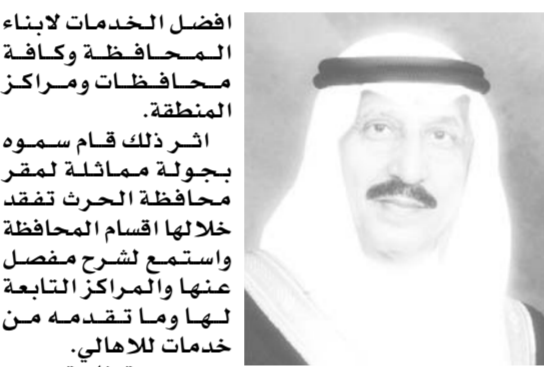 افضل الخدمات لابناء
المحافظة وكافة
محافظات ومراكز
المنطقة.
اثر ذلك قام سموه
بجولة مماثلة لمقر
محافظة الحرث تفقد
خلالها اقسام المحافظة
واستمع لشرح مفصل
عنها والمراكز التابعة
لها وما تقدمه من
خدمات للاهالي.